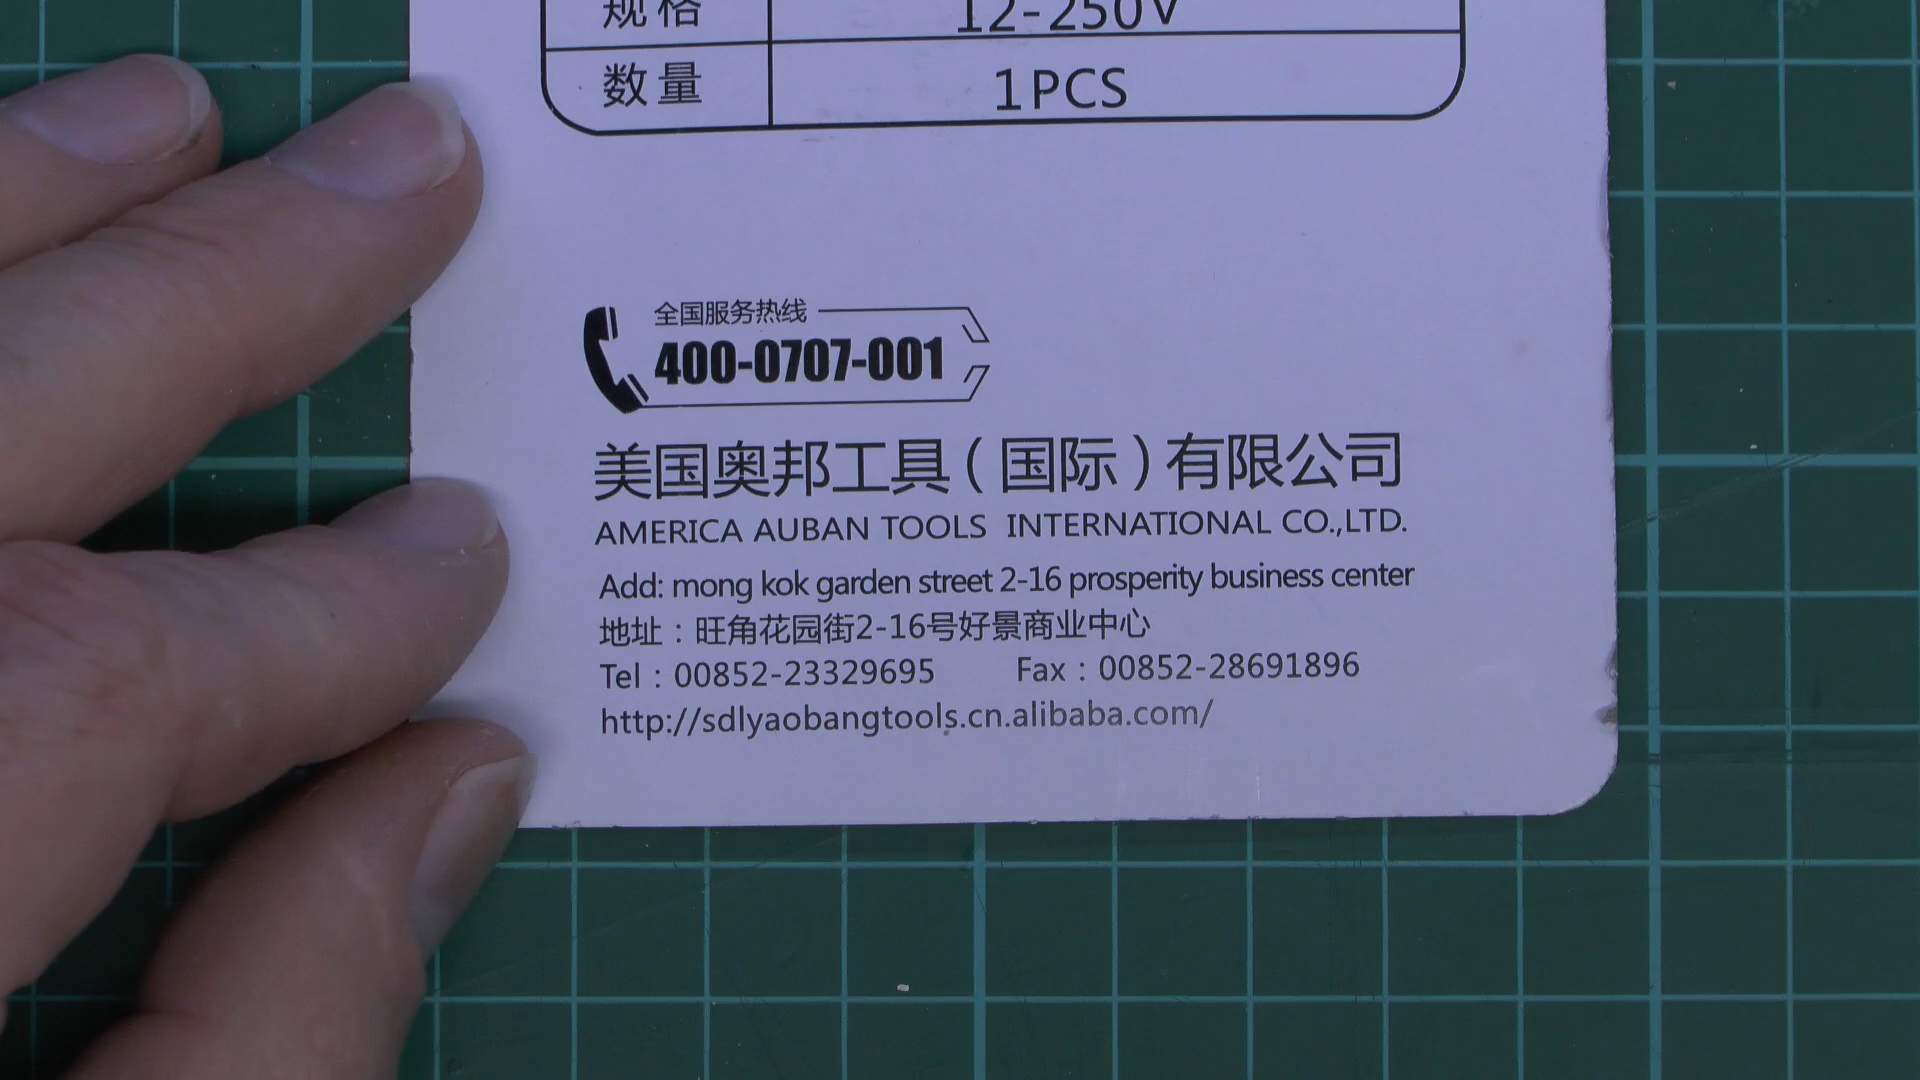 规格 12-250V
数量 1PCS
全国服务热线
400-0707-001
美国奥邦工具(国际)有限公司
AMERICA AUBAN TOOLS INTERNATIONAL CO.,LTD.
Add: mong kok garden street 2-16 prosperity business center
地址:旺角花园街2-16号好景商业中心
Tel:00852-23329695 Fax:00852-28691896
http://sdlyaobangtools.cn.alibaba.com/